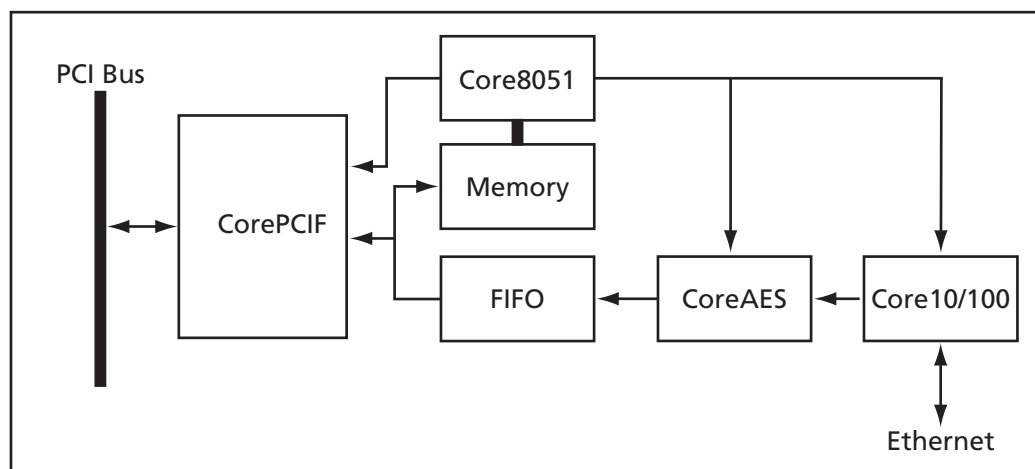 PCI Bus
Core8051
Memory
CorePCIF
FIFO
CoreAES
Core10/100
Ethernet